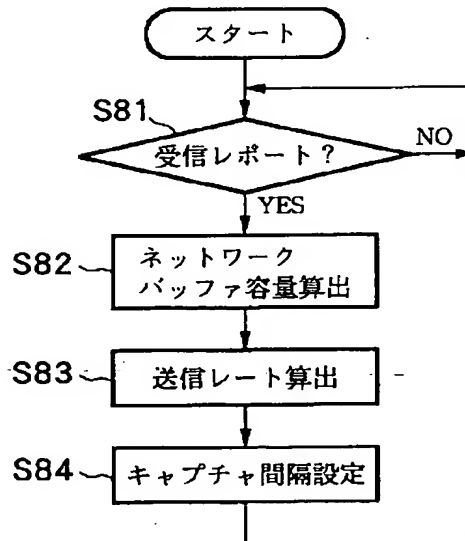 スタート
S81
受信レポート?
NO
YES
S82
ネットワーク
バッファ容量算出
S83
送信レート算出
S84
キャプチャ間隔設定